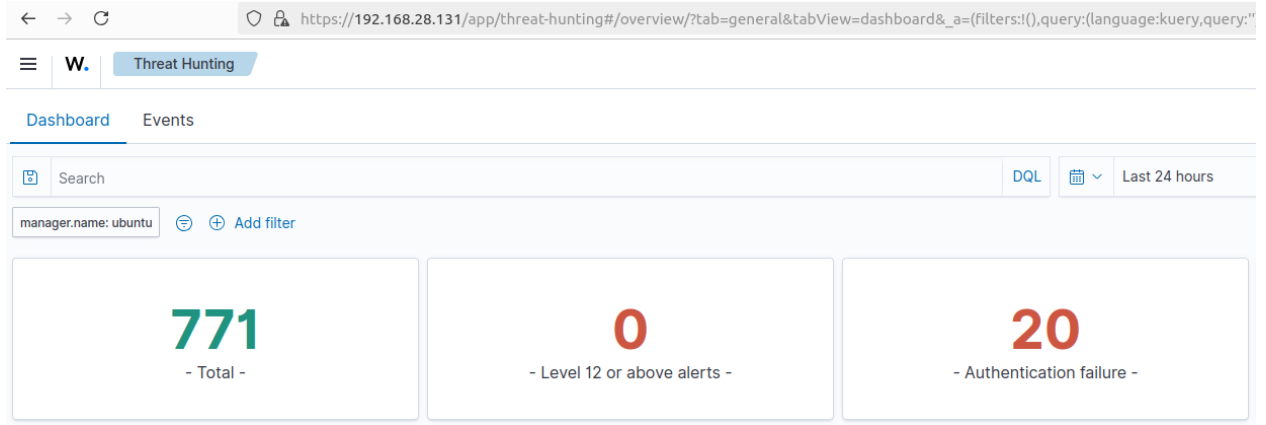 https://192.168.28.131/app/threat-hunting#/overview/?tab=general&tabView=dashboard&_a=(filters:!(),query:(language:kuery,query:''
W. Threat Hunting
Dashboard Events
Search DQL Last 24 hours
manager.name: ubuntu Add filter
771 0 20
- Total - - Level 12 or above alerts - - Authentication failure -